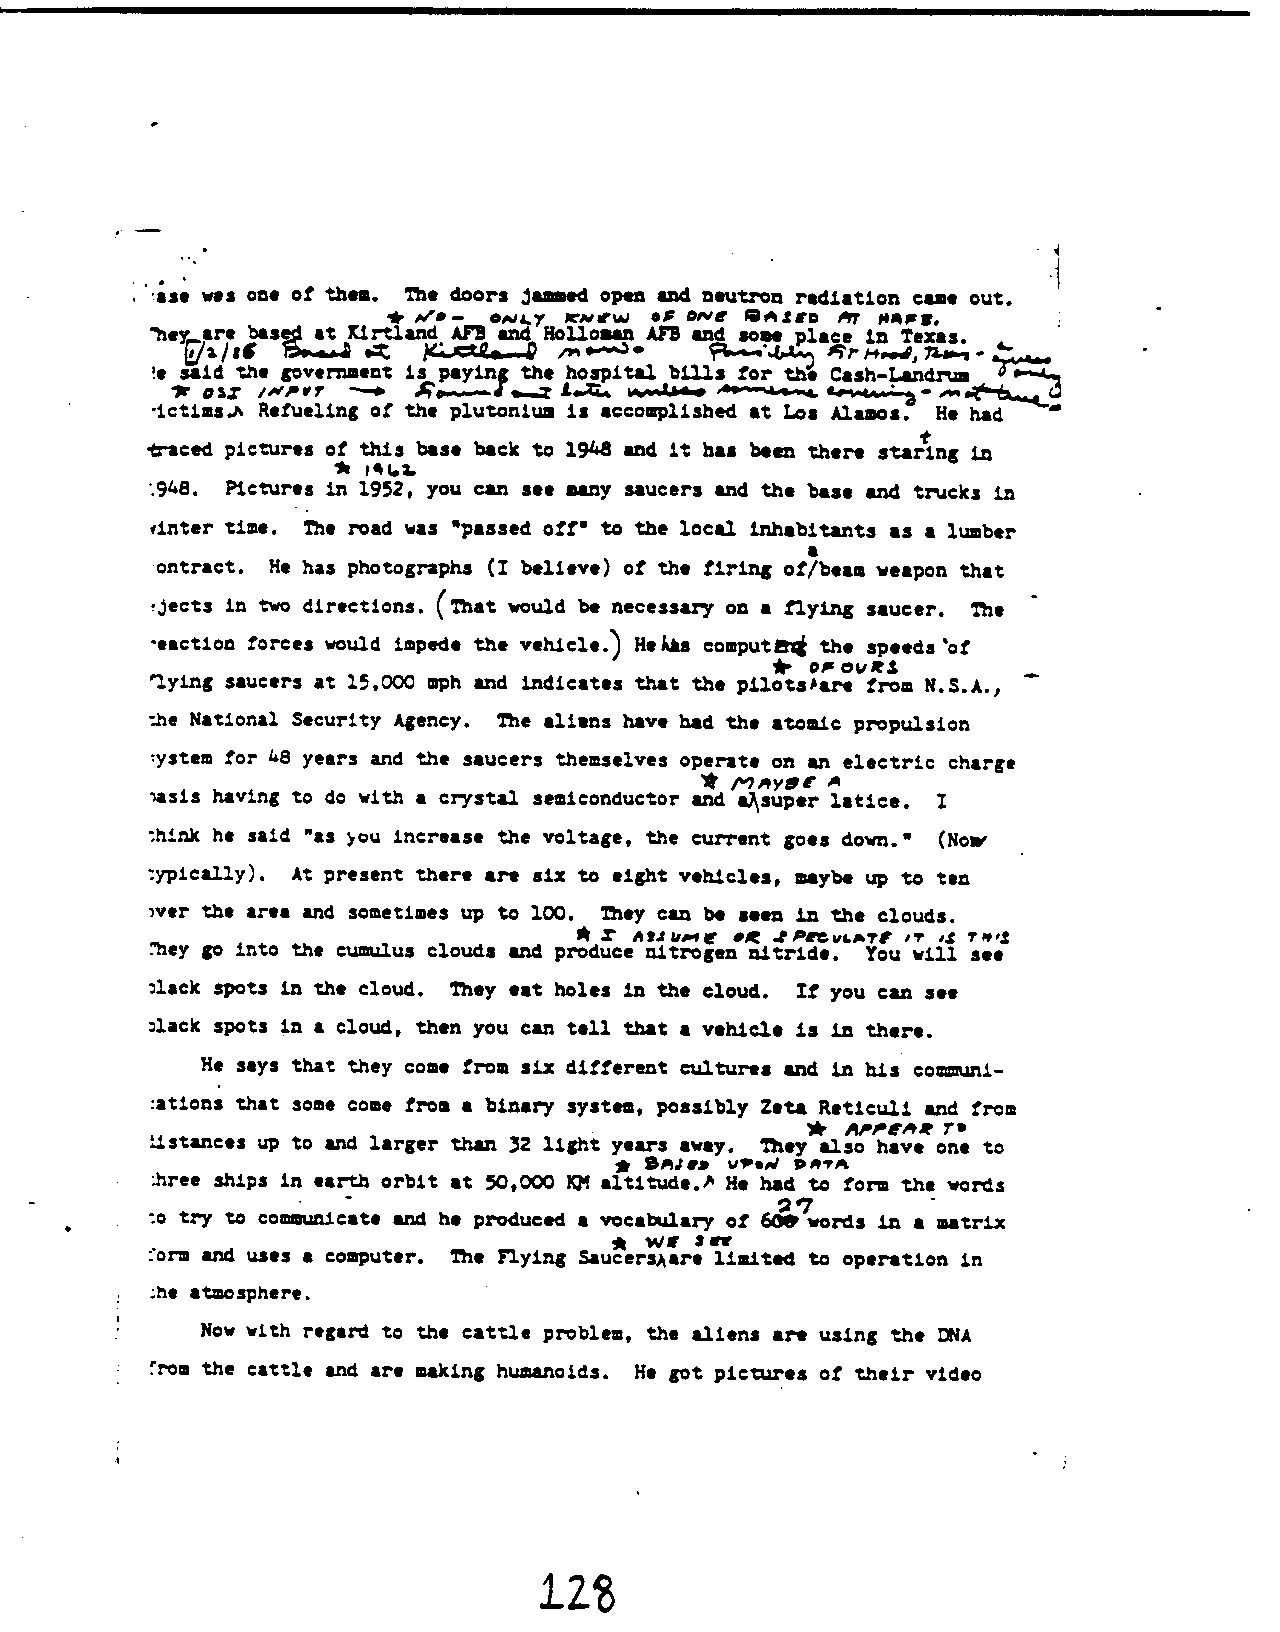 ase was one of them. The doors jammed open and neutron radiation came out.
* NO - ONLY KNEW OF ONE BASED AT HAFB.
hey are based at Kirtland AFB and Holloman AFB and some place in Texas.
1/2/86 Based at Kirtland Possibly Ft Hood,
e said the government is paying the hospital bills for the Cash-Landrum
* OSI INPUT → Found out later
ictims. Refueling of the plutonium is accomplished at Los Alamos. He had
t
traced pictures of this base back to 1948 and it has been there staring in
* 1962
948. Pictures in 1952, you can see many saucers and the base and trucks in
inter time. The road was "passed off" to the local inhabitants as a lumber
a
ontract. He has photographs (I believe) of the firing of/beam weapon that
jects in two directions. (That would be necessary on a flying saucer. The
eaction forces would impede the vehicle.) He has computed the speeds of
* OF OURS
lying saucers at 15,000 mph and indicates that the pilots are from N.S.A.,
he National Security Agency. The aliens have had the atomic propulsion
ystem for 48 years and the saucers themselves operate on an electric charge
* MAYBE A
asis having to do with a crystal semiconductor and a super latice. I
hink he said "as you increase the voltage, the current goes down." (Now
ypically). At present there are six to eight vehicles, maybe up to ten
ver the area and sometimes up to 100. They can be seen in the clouds.
* I ASSUME OR SPECULATE IT IS THIS
They go into the cumulus clouds and produce nitrogen nitride. You will see
lack spots in the cloud. They eat holes in the cloud. If you can see
lack spots in a cloud, then you can tell that a vehicle is in there.
He says that they come from six different cultures and in his communi-
ations that some come from a binary system, possibly Zeta Reticuli and from
* APPEAR TO
istances up to and larger than 32 light years away. They also have one to
* BASED UPON DATA
hree ships in earth orbit at 50,000 KM altitude.^ He had to form the words
27
o try to communicate and he produced a vocabulary of 600 words in a matrix
* WE SEE
orm and uses a computer. The Flying Saucers are limited to operation in
he atmosphere.
Now with regard to the cattle problem, the aliens are using the DNA
from the cattle and are making humanoids. He got pictures of their video
128